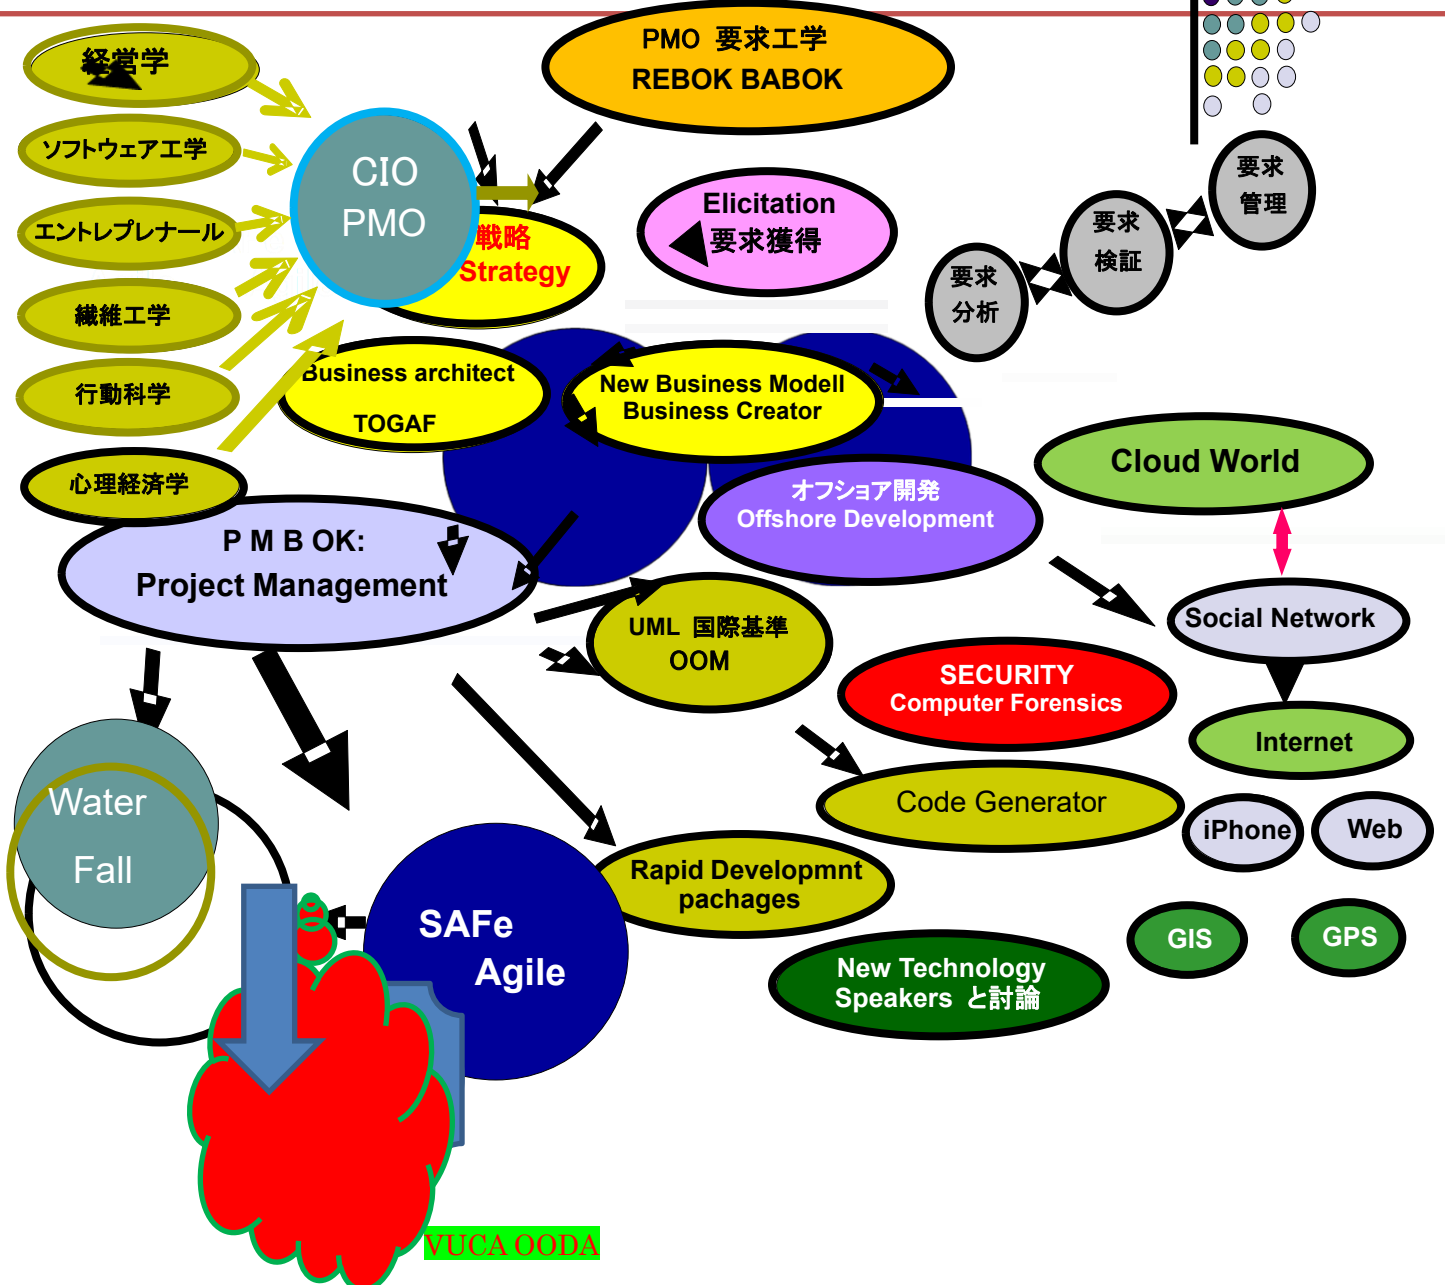 経営学
ソフトウェア工学
エントレプレナール
繊維工学
行動科学
心理経済学
CIO
PMO
PMO 要求工学
REBOK BABOK
戦略
Strategy
Elicitation
要求獲得
要求
分析
要求
検証
要求
管理
Business architect
TOGAF
New Business Modell
Business Creator
オフショア開発
Offshore Development
Cloud World
P M B OK:
Project Management
UML 国際基準
OOM
Social Network
SECURITY
Computer Forensics
Internet
Code Generator
iPhone
Web
Water
Fall
Rapid Developmnt
pachages
SAFe
Agile
GIS
GPS
New Technology
Speakers と討論
VUCA OODA